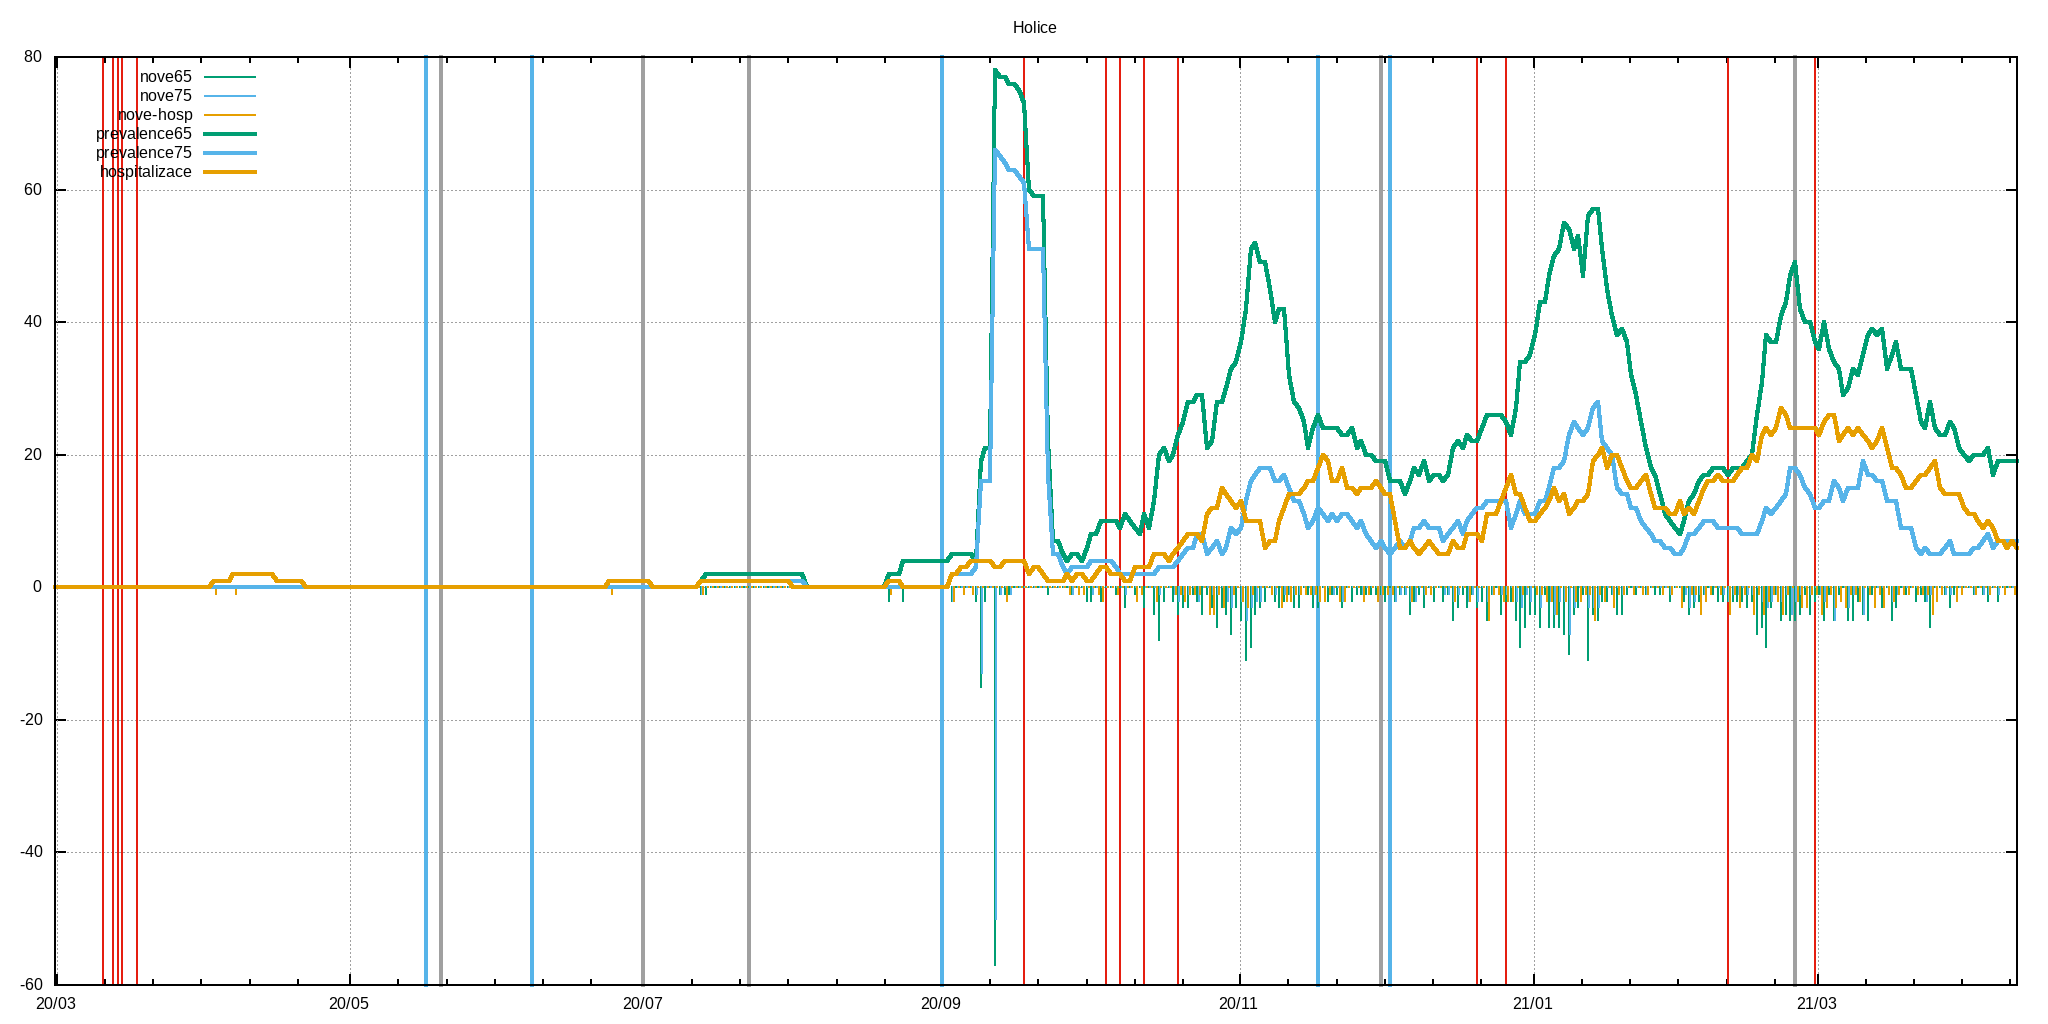 Holice
80
nove65
nove75
nove-hosp
prevalence65
prevalence75
hospitalizace
60
40
20
0
-20
-40
-60
20/03 20/05 20/07 20/09 20/11 21/01 21/03